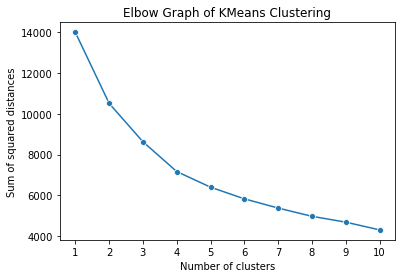 Elbow Graph of KMeans Clustering
Sum of squared distances
14000
12000
10000
8000
6000
4000
1 2 3 4 5 6 7 8 9 10
Number of clusters